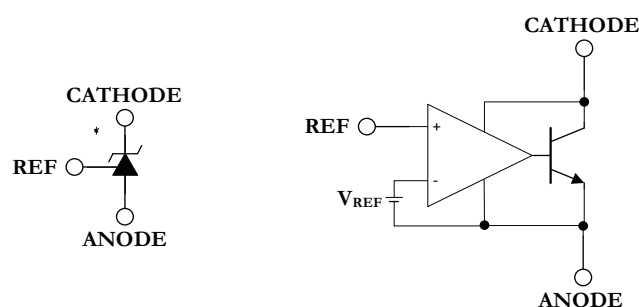 CATHODE
REF
ANODE
*
CATHODE
REF
+
-
VREF
ANODE